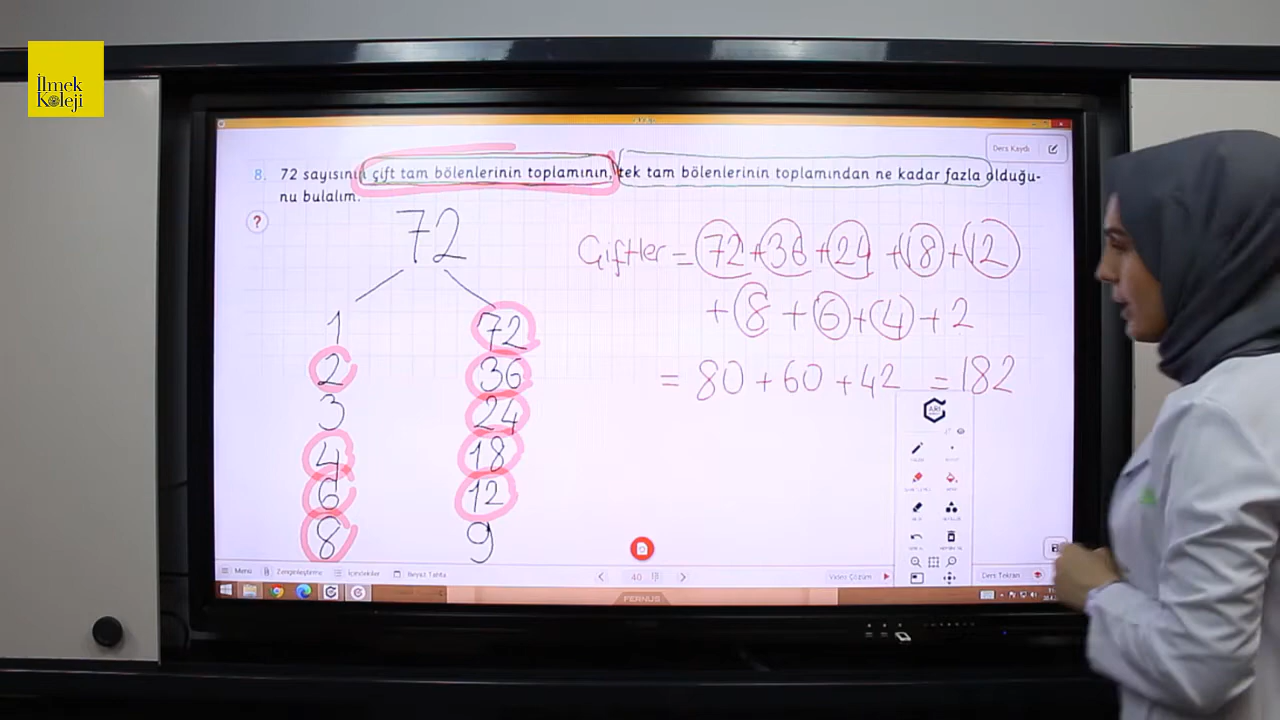 İlmek
Koleji
Ders Kaydı
8. 72 sayısının çift tam bölenlerinin toplamının, tek tam bölenlerinin toplamından ne kadar fazla olduğu-
nu bulalım.
?
72
1 72
2 36
3 24
4 18
6 12
8 9
Çiftler = 72+36+24+18+12
+8+6+4+2
= 80+60+42 = 182
ARI
Menü Zenginleştirme İçindekiler Beyaz Tahta
40
Video Çözüm
Ders Tekrarı
PERNUS